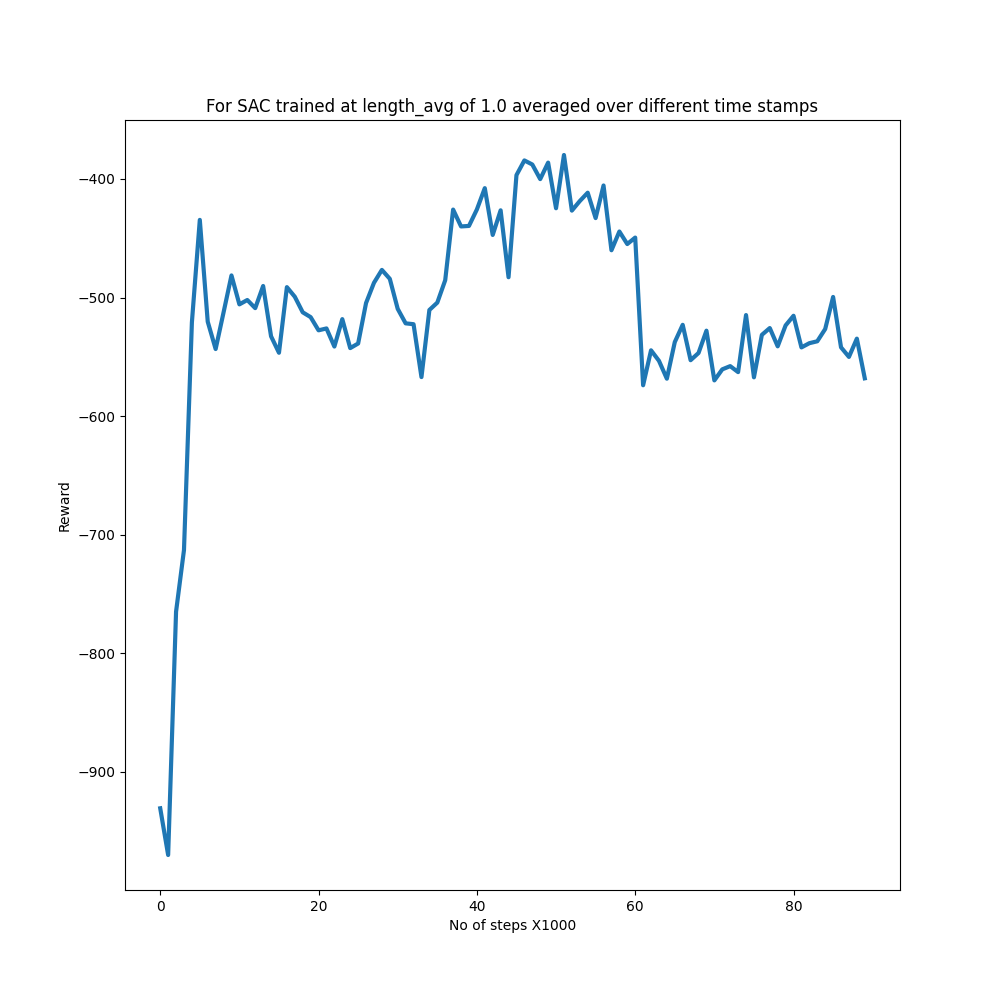 For SAC trained at length_avg of 1.0 averaged over different time stamps
−400
−500
−600
−700
−800
−900
Reward
0 20 40 60 80
No of steps X1000